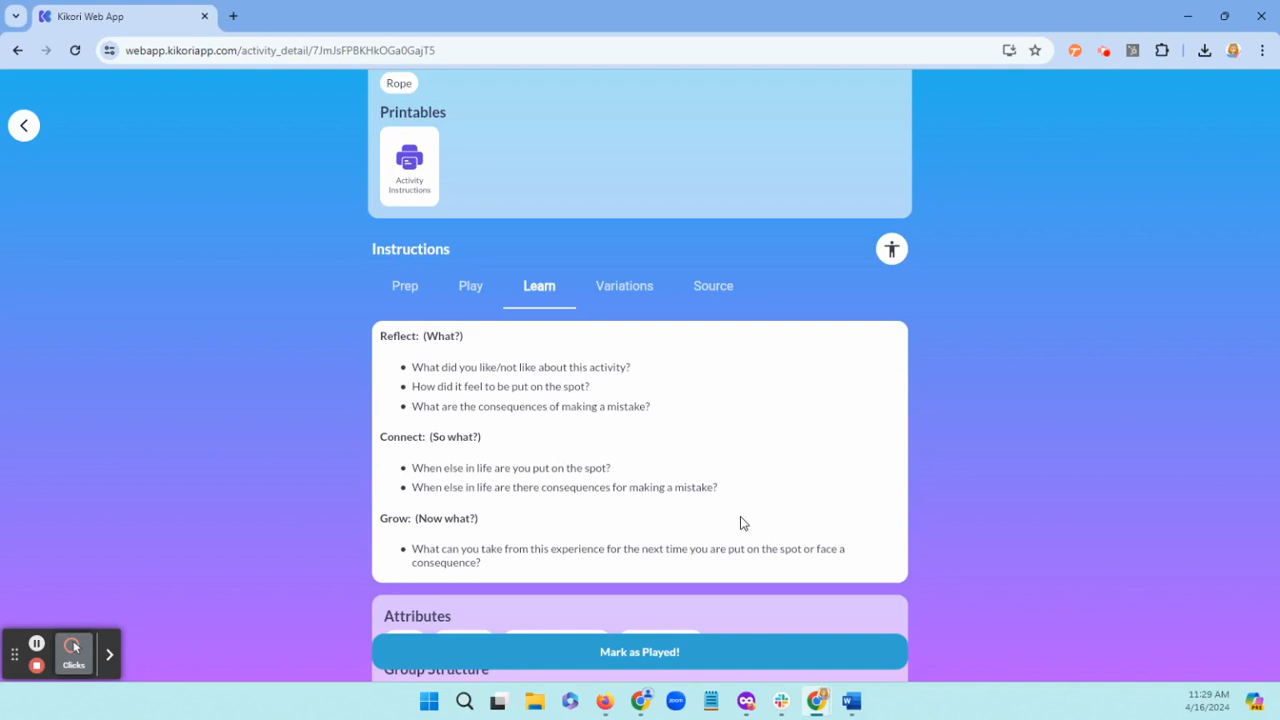 Kikori Web App
webapp.kikoriapp.com/activity_detail/7JmJsFPBKHkOGa0GajT5
Rope
Printables
Activity
Instructions
Instructions
Prep Play Learn Variations Source
Reflect: (What?)
• What did you like/not like about this activity?
• How did it feel to be put on the spot?
• What are the consequences of making a mistake?
Connect: (So what?)
• When else in life are you put on the spot?
• When else in life are there consequences for making a mistake?
Grow: (Now what?)
• What can you take from this experience for the next time you are put on the spot or face a
consequence?
Attributes
Mark as Played!
Group Structure
Clicks
zoom
11:29 AM
4/16/2024